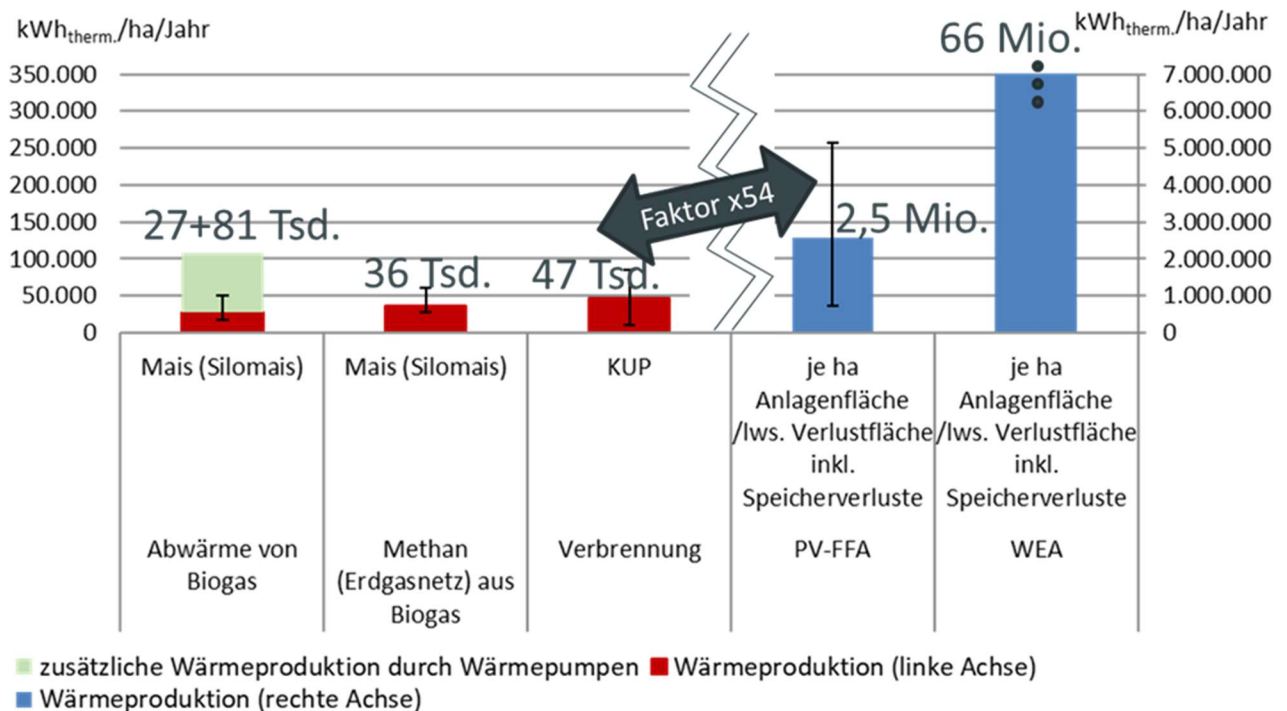 kWhtherm./ha/Jahr
kWhtherm./ha/Jahr
66 Mio.
350.000
300.000
250.000
200.000
150.000
100.000
50.000
0
7.000.000
6.000.000
5.000.000
4.000.000
3.000.000
2.000.000
1.000.000
0
27+81 Tsd.
36 Tsd.
47 Tsd.
Faktor x54
2,5 Mio.
Mais (Silomais)
Mais (Silomais)
KUP
je ha
Anlagenfläche
/lws. Verlustfläche
inkl.
Speicherverluste
je ha
Anlagenfläche
/lws. Verlustfläche
inkl.
Speicherverluste
Abwärme von
Biogas
Methan
(Erdgasnetz) aus
Biogas
Verbrennung
PV-FFA
WEA
zusätzliche Wärmeproduktion durch Wärmepumpen
Wärmeproduktion (linke Achse)
Wärmeproduktion (rechte Achse)